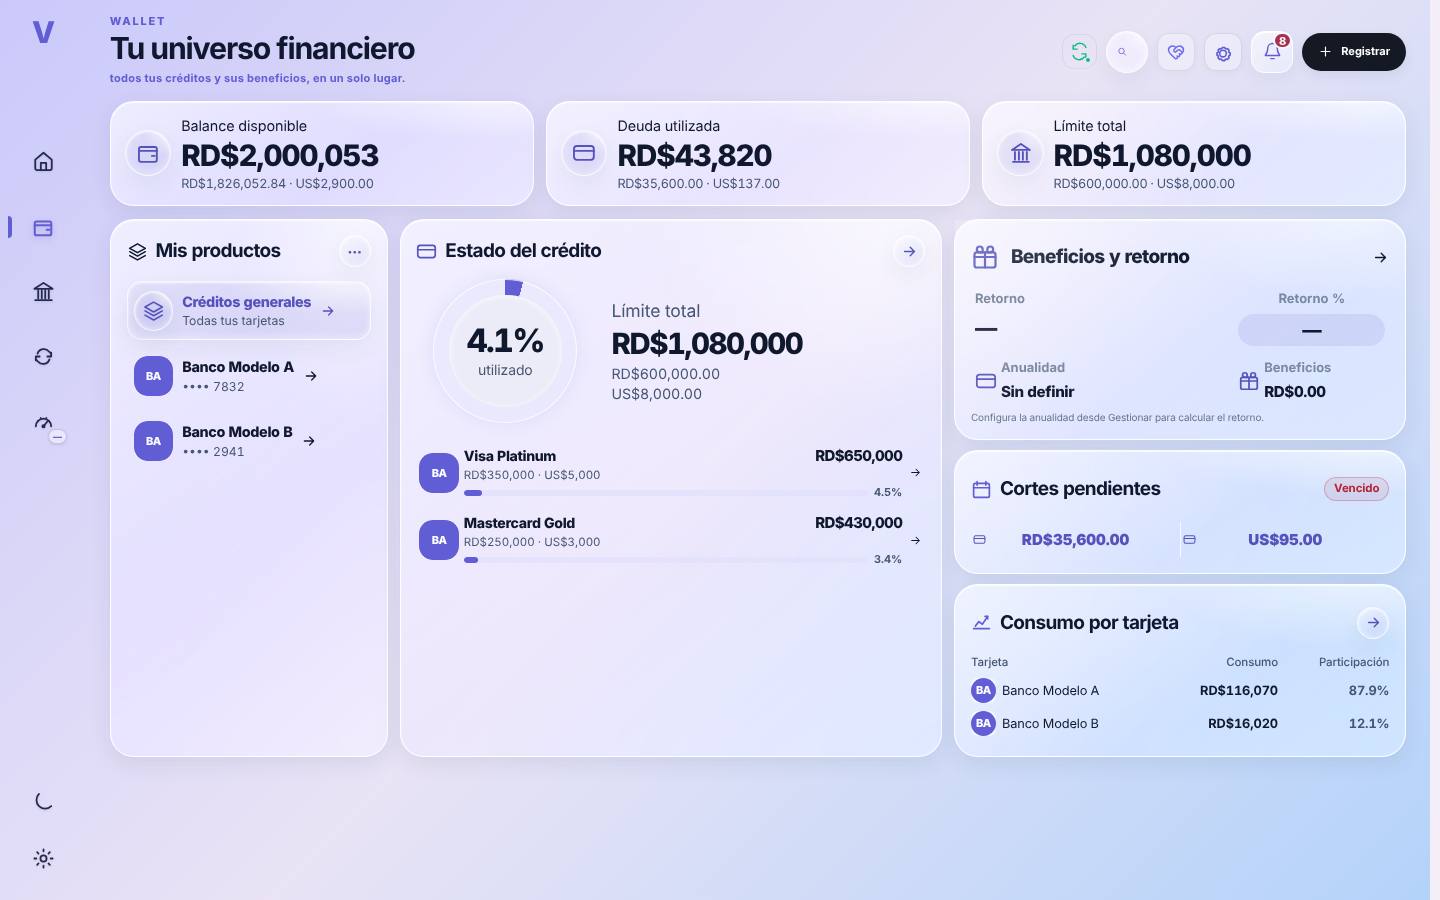 V
WALLET
Tu universo financiero
todos tus créditos y sus beneficios, en un solo lugar.
8
Registrar
Balance disponible
RD$2,000,053
RD$1,826,052.84 · US$2,900.00
Deuda utilizada
RD$43,820
RD$35,600.00 · US$137.00
Límite total
RD$1,080,000
RD$600,000.00 · US$8,000.00
Mis productos
Créditos generales
Todas tus tarjetas
BA
Banco Modelo A
•••• 7832
BA
Banco Modelo B
•••• 2941
Estado del crédito
4.1%
utilizado
Límite total
RD$1,080,000
RD$600,000.00
US$8,000.00
BA
Visa Platinum
RD$350,000 · US$5,000
RD$650,000
4.5%
BA
Mastercard Gold
RD$250,000 · US$3,000
RD$430,000
3.4%
Beneficios y retorno
Retorno
—
Retorno %
—
Anualidad
Sin definir
Beneficios
RD$0.00
Configura la anualidad desde Gestionar para calcular el retorno.
Cortes pendientes
Vencido
RD$35,600.00
US$95.00
Consumo por tarjeta
Tarjeta Consumo Participación
BA Banco Modelo A RD$116,070 87.9%
BA Banco Modelo B RD$16,020 12.1%